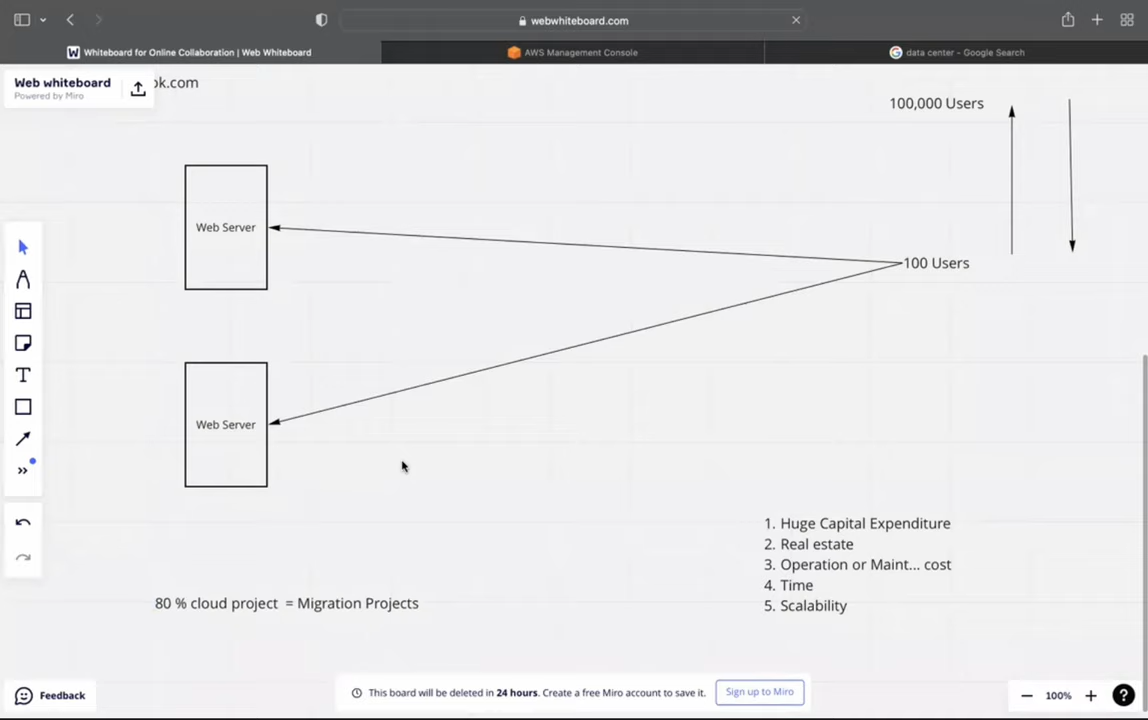 webwhiteboard.com
Whiteboard for Online Collaboration | Web Whiteboard
AWS Management Console
data center - Google Search
Web whiteboard
Powered by Miro
ok.com
100,000 Users
Web Server
100 Users
Web Server
1. Huge Capital Expenditure
2. Real estate
3. Operation or Maint... cost
4. Time
5. Scalability
80 % cloud project = Migration Projects
Feedback
This board will be deleted in 24 hours. Create a free Miro account to save it.
Sign up to Miro
100%